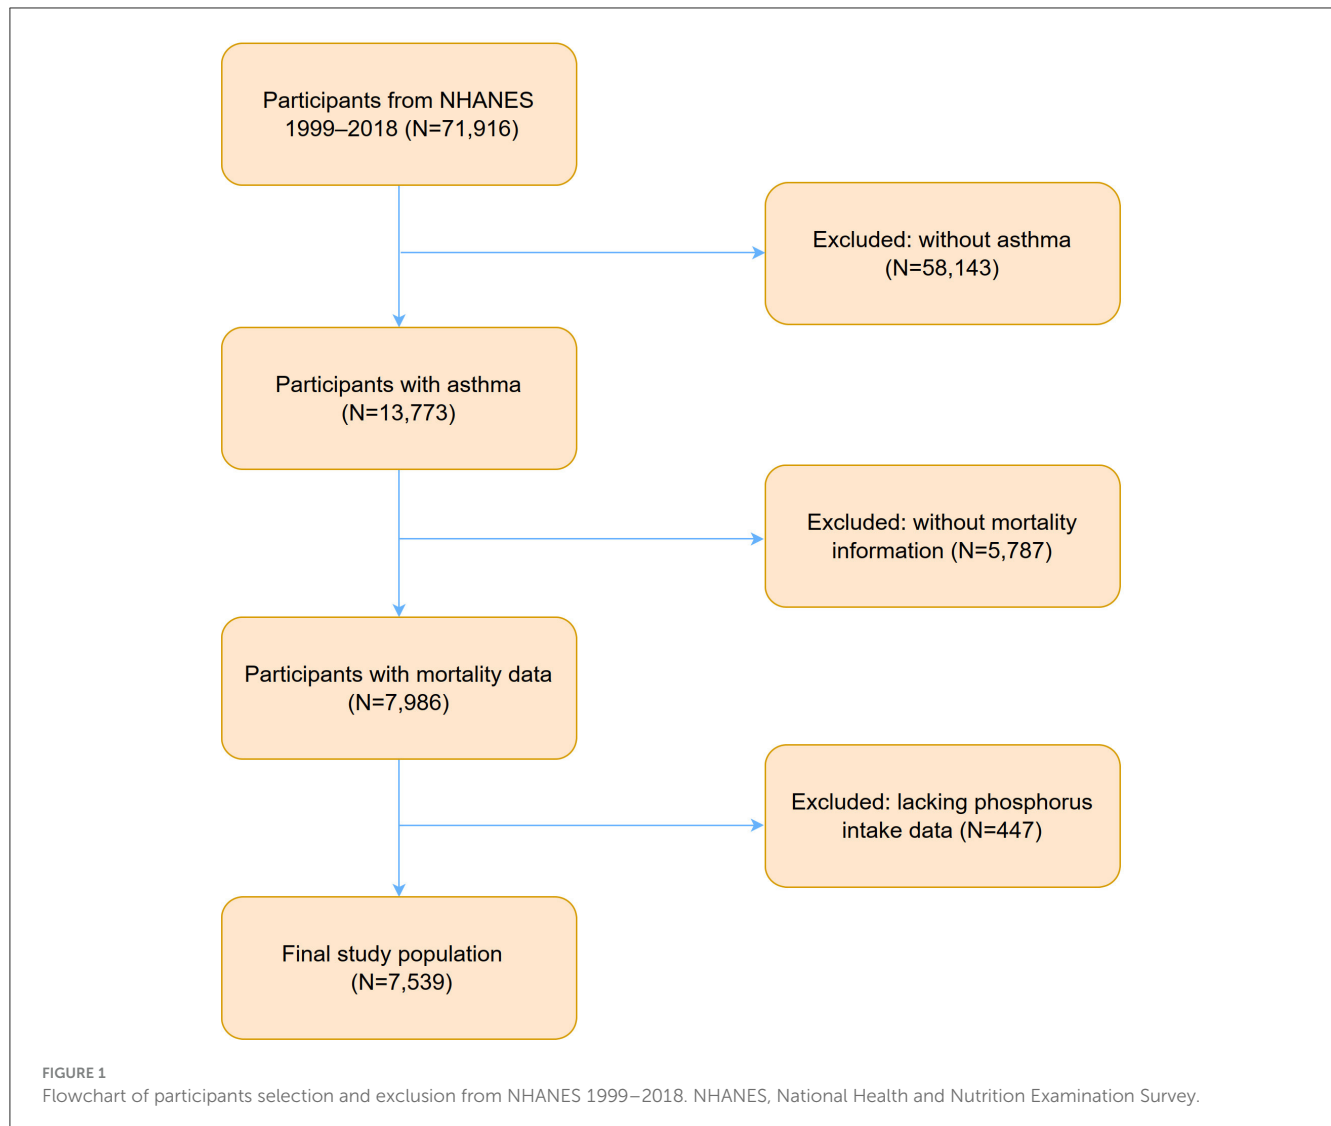 Participants from NHANES
1999–2018 (N=71,916)
Excluded: without asthma
(N=58,143)
Participants with asthma
(N=13,773)
Excluded: without mortality
information (N=5,787)
Participants with mortality data
(N=7,986)
Excluded: lacking phosphorus
intake data (N=447)
Final study population
(N=7,539)
FIGURE 1
Flowchart of participants selection and exclusion from NHANES 1999–2018. NHANES, National Health and Nutrition Examination Survey.